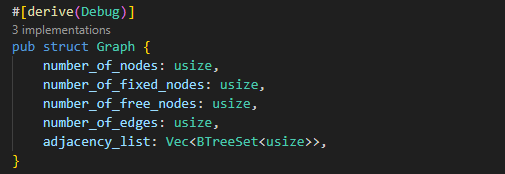 #[derive(Debug)]
3 implementations
pub struct Graph {
    number_of_nodes: usize,
    number_of_fixed_nodes: usize,
    number_of_free_nodes: usize,
    number_of_edges: usize,
    adjacency_list: Vec<BTreeSet<usize>>,
}